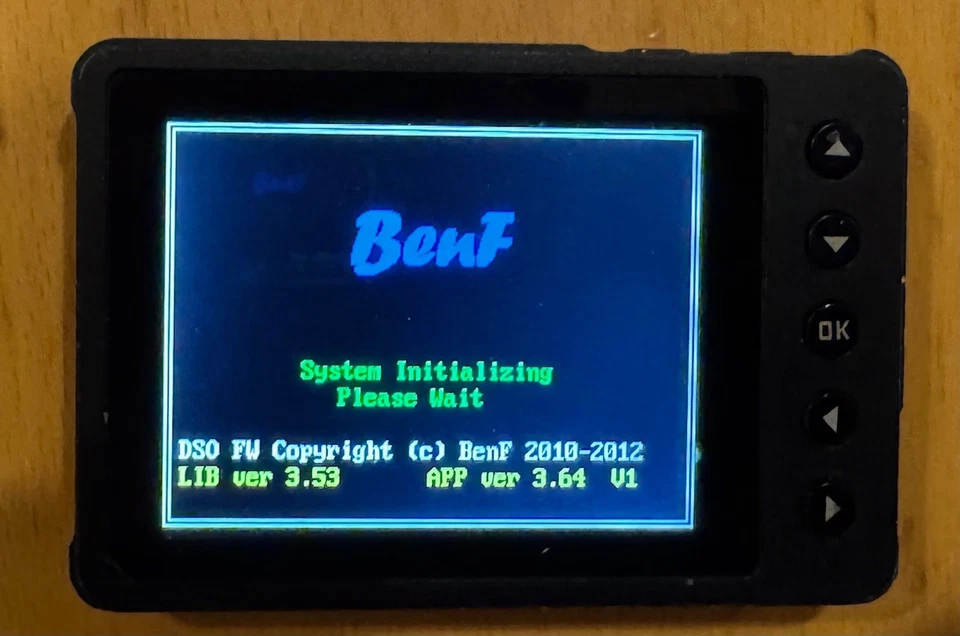 BenF
System Initializing
Please Wait
DSO FW Copyright (c) BenF 2010-2012
LIB ver 3.53 APP ver 3.64 V1
OK